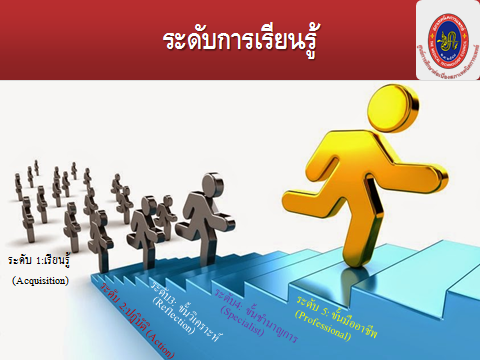 ระดับการเรียนรู้
ระดับ 1:เรียนรู้
(Acquisition)
ระดับ 2:ปฏิบัติ (Action)
ระดับ3: ขั้นวิเคราะห์
(Reflection)
ระดับ4: ขั้นชำนาญการ
(Specialist)
ระดับ 5: ขั้นมืออาชีพ
(Professional)